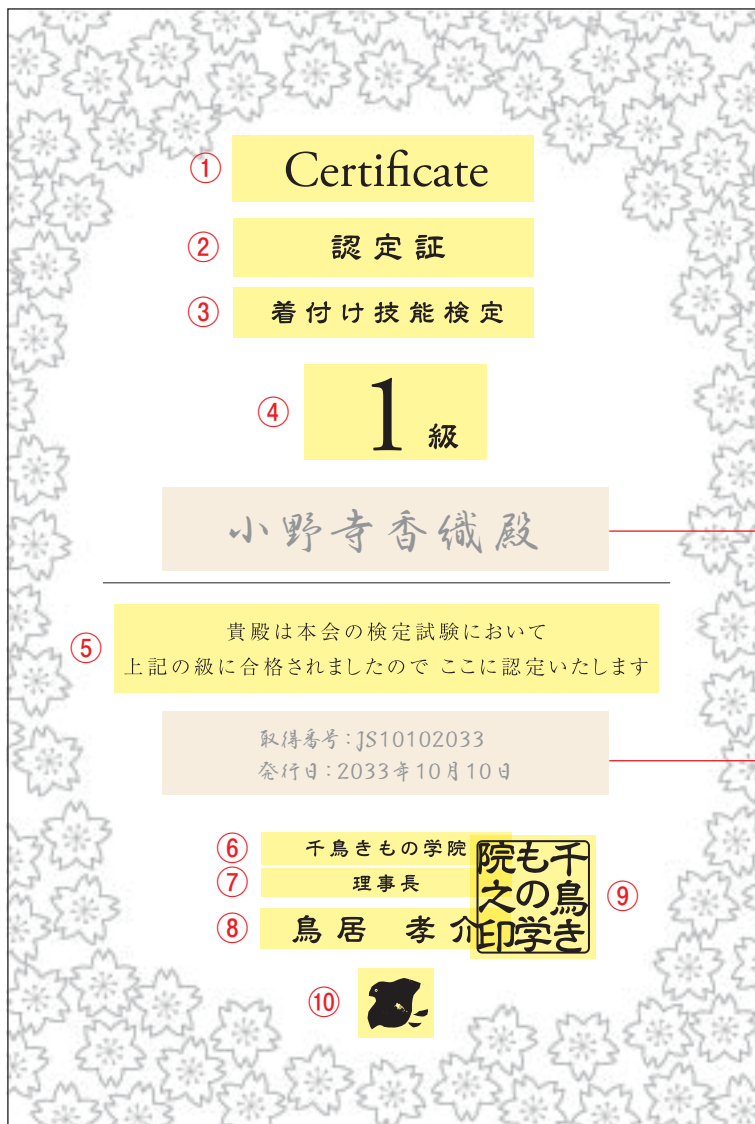 ① Certificate
② 認定証
③ 着付け技能検定
④ 1級
小野寺香織殿
⑤ 貴殿は本会の検定試験において
上記の級に合格されましたので ここに認定いたします
取得番号:JS10102033
発行日:2033年10月10日
⑥ 千鳥きもの学院
⑦ 理事長
⑧ 鳥居 孝介
⑨ 千鳥き
もの学
院之印
⑩